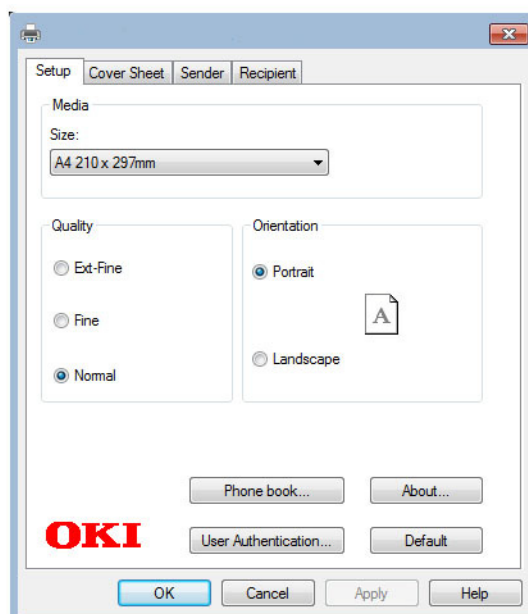 Setup Cover Sheet Sender Recipient
Media
Size:
A4 210 x 297mm
Quality
Orientation
Ext-Fine
Portrait
A
Fine
Landscape
Normal
Phone book... About...
OKI
User Authentication... Default
OK Cancel Apply Help